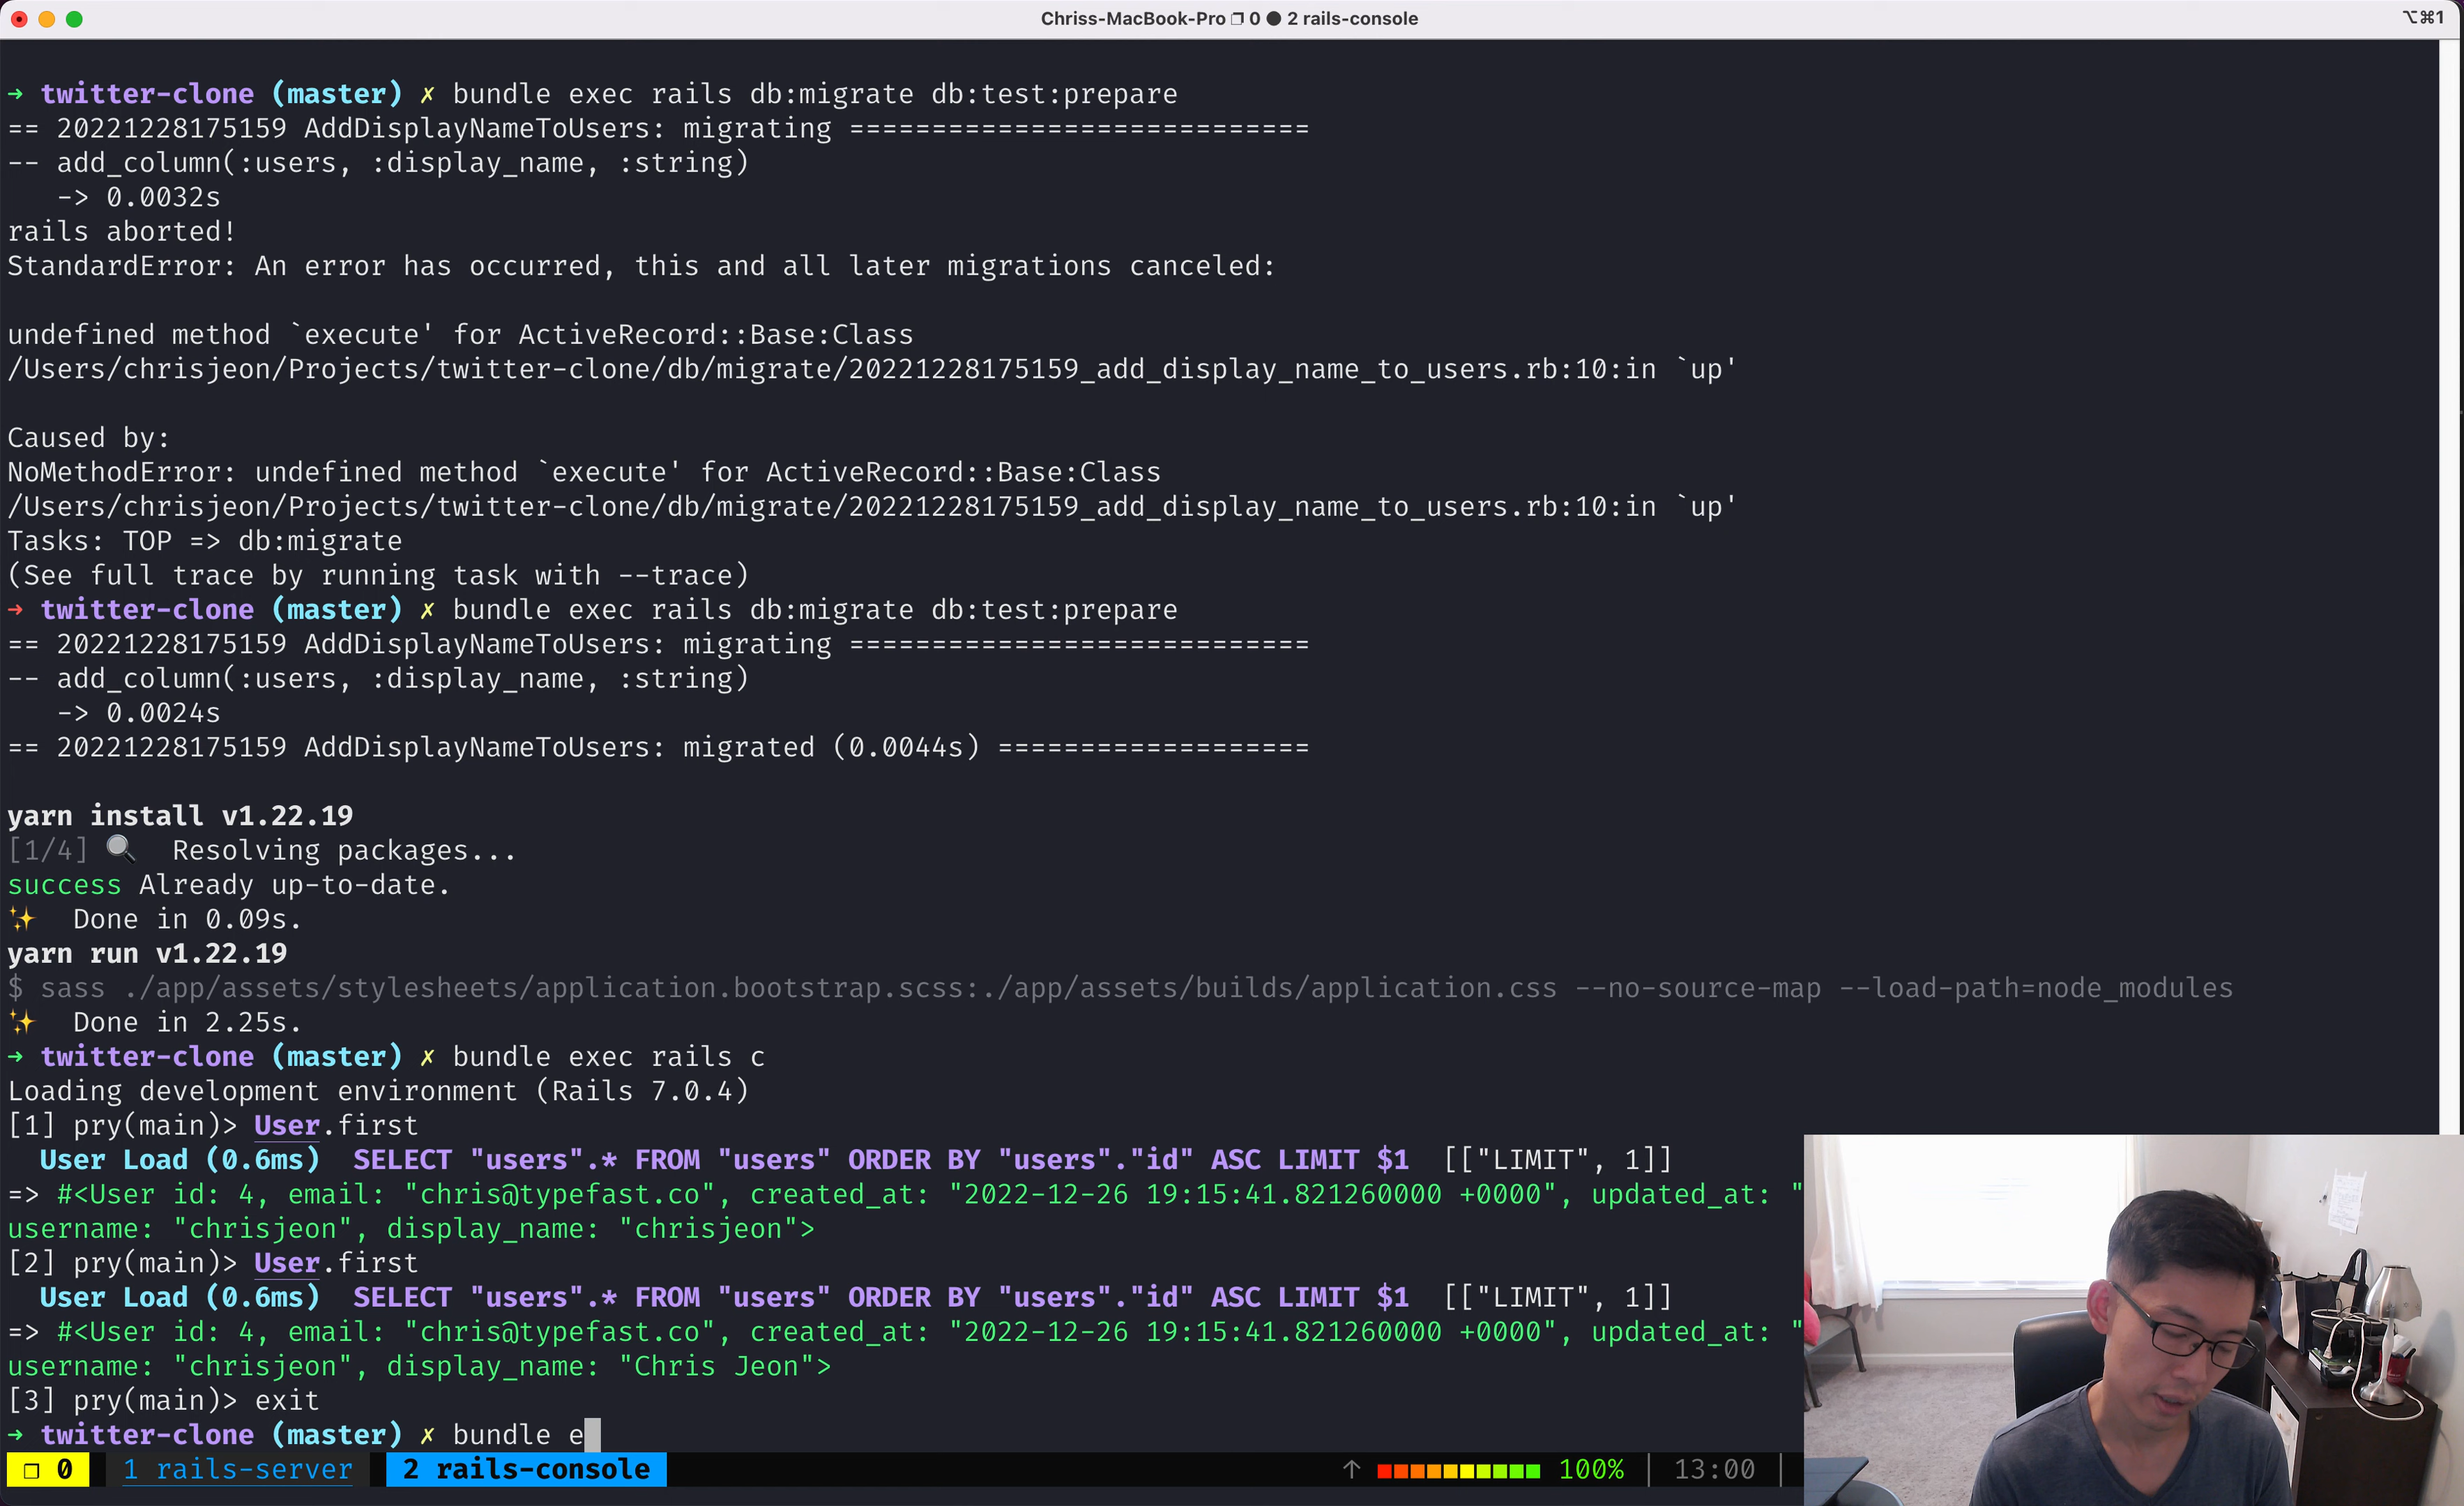 Chriss-MacBook-Pro ❐ 0 ● 2 rails-console
⌥⌘1
➜ twitter-clone (master) ✗ bundle exec rails db:migrate db:test:prepare
== 20221228175159 AddDisplayNameToUsers: migrating ============================
-- add_column(:users, :display_name, :string)
-> 0.0032s
rails aborted!
StandardError: An error has occurred, this and all later migrations canceled:
undefined method `execute' for ActiveRecord::Base:Class
/Users/chrisjeon/Projects/twitter-clone/db/migrate/20221228175159_add_display_name_to_users.rb:10:in `up'
Caused by:
NoMethodError: undefined method `execute' for ActiveRecord::Base:Class
/Users/chrisjeon/Projects/twitter-clone/db/migrate/20221228175159_add_display_name_to_users.rb:10:in `up'
Tasks: TOP => db:migrate
(See full trace by running task with --trace)
➜ twitter-clone (master) ✗ bundle exec rails db:migrate db:test:prepare
== 20221228175159 AddDisplayNameToUsers: migrating ============================
-- add_column(:users, :display_name, :string)
-> 0.0024s
== 20221228175159 AddDisplayNameToUsers: migrated (0.0044s) ===================
yarn install v1.22.19
[1/4] 🔍 Resolving packages...
success Already up-to-date.
✨ Done in 0.09s.
yarn run v1.22.19
$ sass ./app/assets/stylesheets/application.bootstrap.scss:./app/assets/builds/application.css --no-source-map --load-path=node_modules
✨ Done in 2.25s.
➜ twitter-clone (master) ✗ bundle exec rails c
Loading development environment (Rails 7.0.4)
[1] pry(main)> User.first
User Load (0.6ms) SELECT "users".* FROM "users" ORDER BY "users"."id" ASC LIMIT $1 [["LIMIT", 1]]
=> #<User id: 4, email: "chris@typefast.co", created_at: "2022-12-26 19:15:41.821260000 +0000", updated_at: "
username: "chrisjeon", display_name: "chrisjeon">
[2] pry(main)> User.first
User Load (0.6ms) SELECT "users".* FROM "users" ORDER BY "users"."id" ASC LIMIT $1 [["LIMIT", 1]]
=> #<User id: 4, email: "chris@typefast.co", created_at: "2022-12-26 19:15:41.821260000 +0000", updated_at: "
username: "chrisjeon", display_name: "Chris Jeon">
[3] pry(main)> exit
➜ twitter-clone (master) ✗ bundle e
❐ 0 1 rails-server 2 rails-console ↑ 100% | 13:00 |